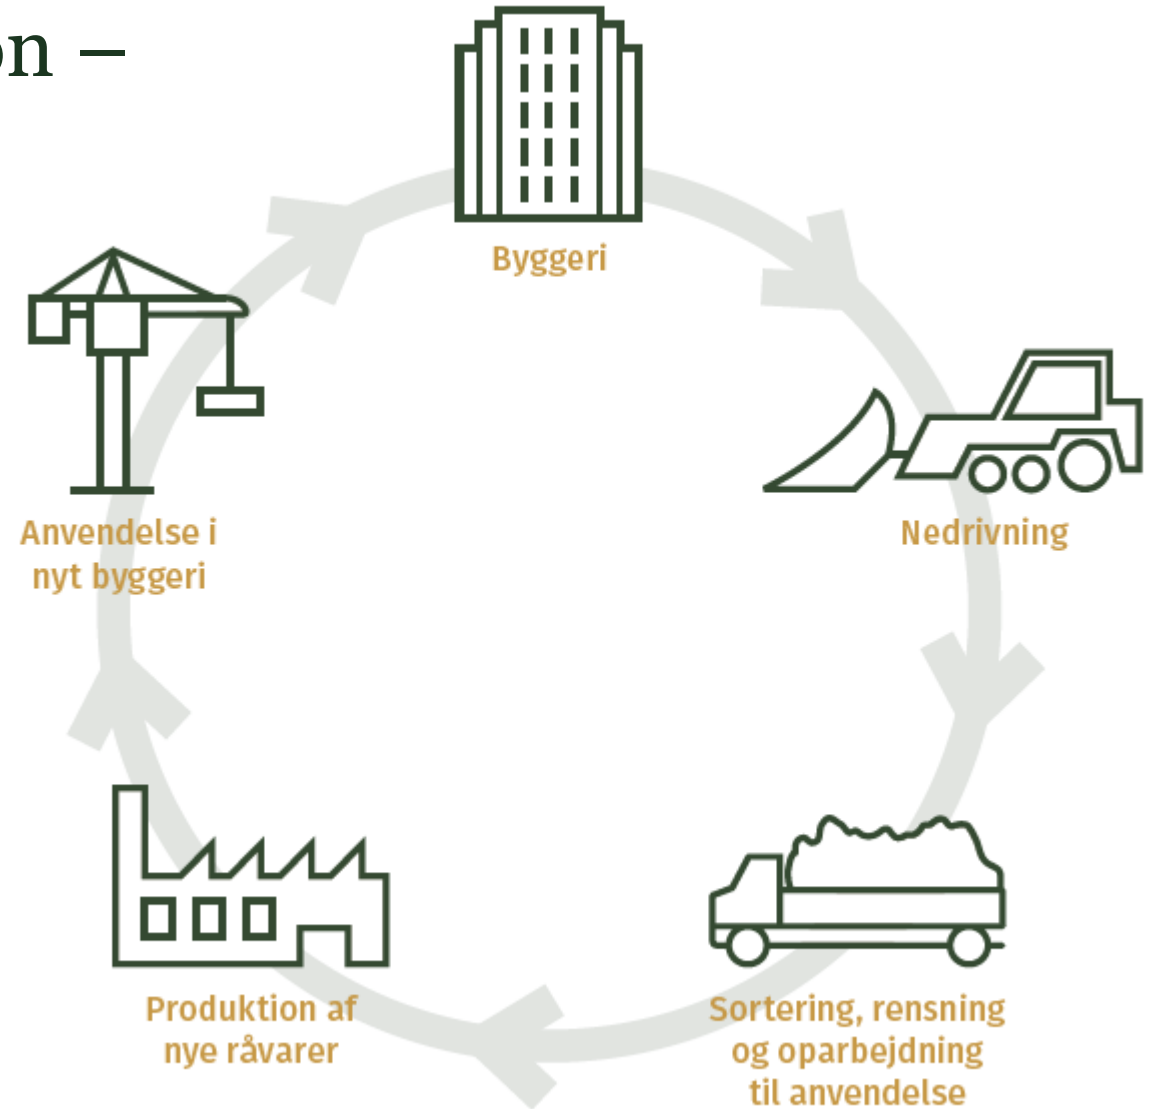 on –
Byggeri
Nedrivning
Anvendelse i
nyt byggeri
Produktion af
nye råvarer
Sortering, rensning
og oparbejdning
til anvendelse